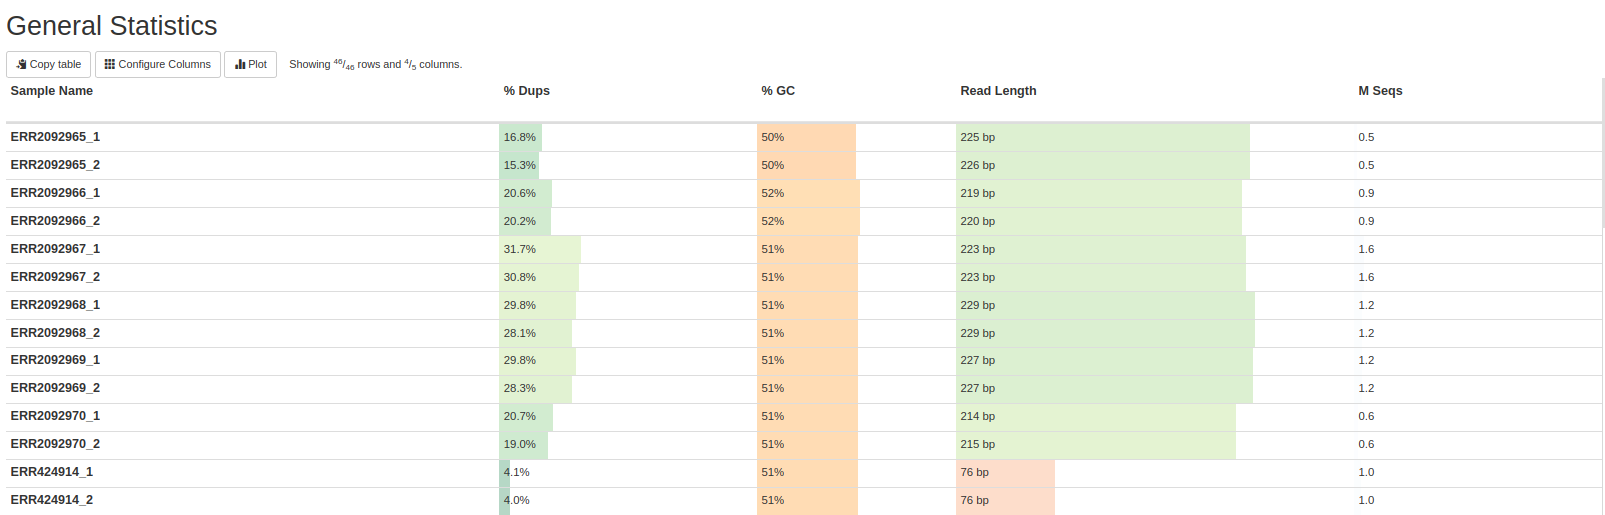 General Statistics
Copy table Configure Columns Plot Showing 46/46 rows and 4/5 columns.
Sample Name % Dups % GC Read Length M Seqs
ERR2092965_1 16.8% 50% 225 bp 0.5
ERR2092965_2 15.3% 50% 226 bp 0.5
ERR2092966_1 20.6% 52% 219 bp 0.9
ERR2092966_2 20.2% 52% 220 bp 0.9
ERR2092967_1 31.7% 51% 223 bp 1.6
ERR2092967_2 30.8% 51% 223 bp 1.6
ERR2092968_1 29.8% 51% 229 bp 1.2
ERR2092968_2 28.1% 51% 229 bp 1.2
ERR2092969_1 29.8% 51% 227 bp 1.2
ERR2092969_2 28.3% 51% 227 bp 1.2
ERR2092970_1 20.7% 51% 214 bp 0.6
ERR2092970_2 19.0% 51% 215 bp 0.6
ERR424914_1 4.1% 51% 76 bp 1.0
ERR424914_2 4.0% 51% 76 bp 1.0